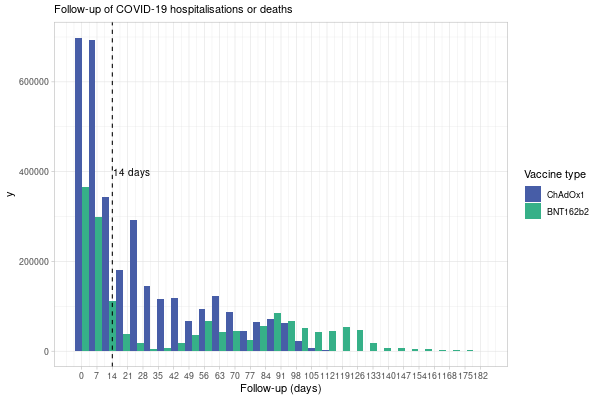 Follow-up of COVID-19 hospitalisations or deaths
600000
400000
200000
0
y
14 days
0 7 14 21 28 35 42 49 56 63 70 77 84 91 98 105 112 119 126 133 140 147 154 161 168 175 182
Follow-up (days)
Vaccine type
ChAdOx1
BNT162b2